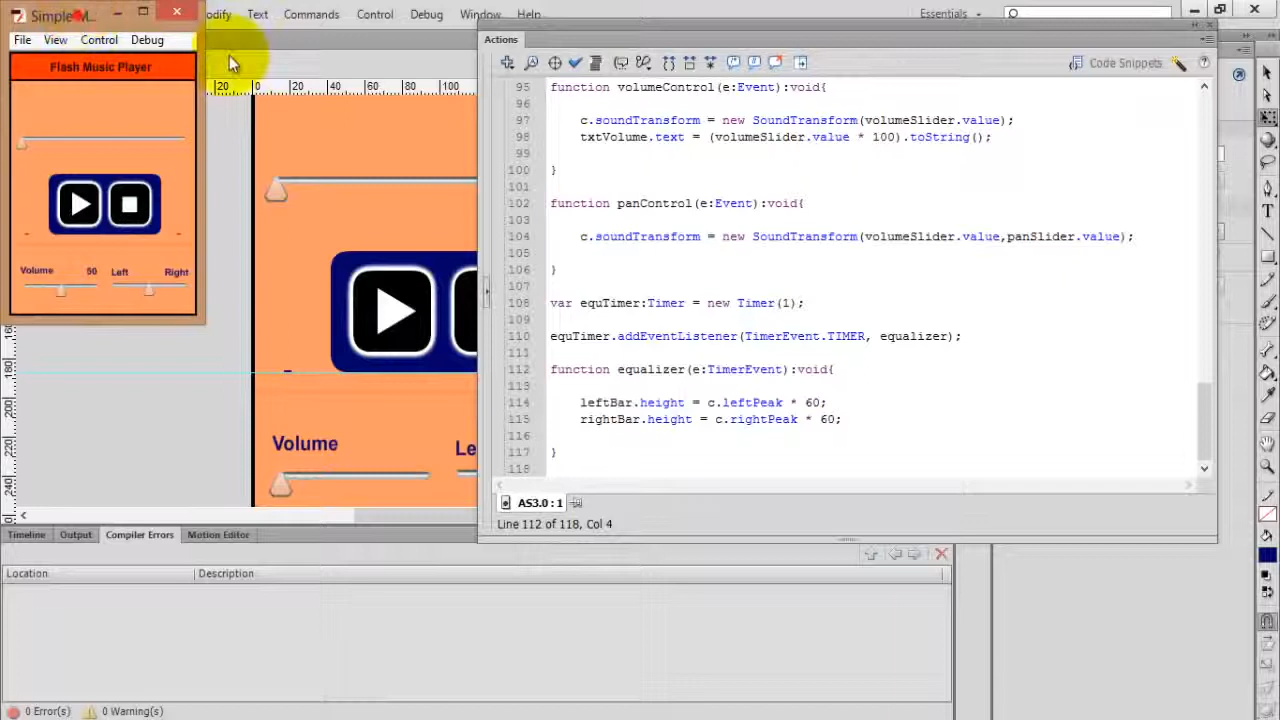 Simple M..
odify Text Commands Control Debug Window Help
Essentials
File View Control Debug
Flash Music Player
Volume 50 Left Right
20 0 20 40 60 80 100
160
180
200
220
240
Volume
Le
Actions
Code Snippets
95 function volumeControl(e:Event):void{
96
97 c.soundTransform = new SoundTransform(volumeSlider.value);
98 txtVolume.text = (volumeSlider.value * 100).toString();
99
100 }
101
102 function panControl(e:Event):void{
103
104 c.soundTransform = new SoundTransform(volumeSlider.value,panSlider.value);
105
106 }
107
108 var equTimer:Timer = new Timer(1);
109
110 equTimer.addEventListener(TimerEvent.TIMER, equalizer);
111
112 function equalizer(e:TimerEvent):void{
113
114 leftBar.height = c.leftPeak * 60;
115 rightBar.height = c.rightPeak * 60;
116
117 }
118
AS3.0 : 1
Line 112 of 118, Col 4
Timeline Output Compiler Errors Motion Editor
Location Description
0 Error(s) 0 Warning(s)